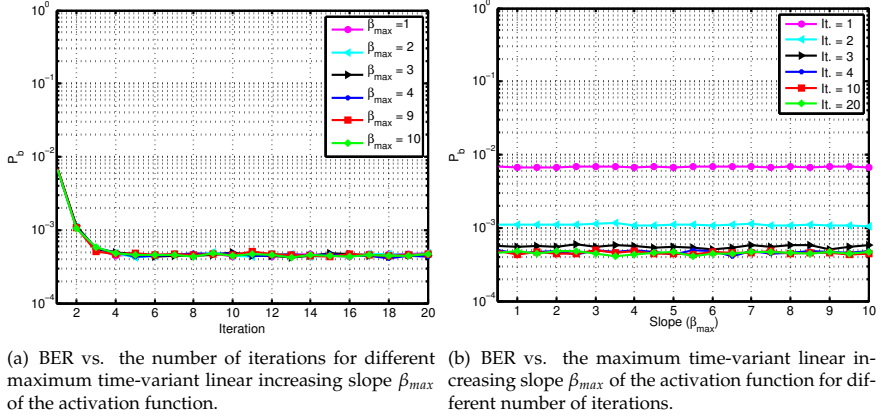 10⁰
10⁻¹
10⁻²
10⁻³
10⁻⁴
P_b
2 4 6 8 10 12 14 16 18 20
Iteration
β_max =1
β_max = 2
β_max = 3
β_max = 4
β_max = 9
β_max = 10
(a) BER vs. the number of iterations for different
maximum time-variant linear increasing slope β_max
of the activation function.
10⁰
10⁻¹
10⁻²
10⁻³
10⁻⁴
P_b
1 2 3 4 5 6 7 8 9 10
Slope (β_max)
It. = 1
It. = 2
It. = 3
It. = 4
It. = 10
It. = 20
(b) BER vs. the maximum time-variant linear in-
creasing slope β_max of the activation function for dif-
ferent number of iterations.